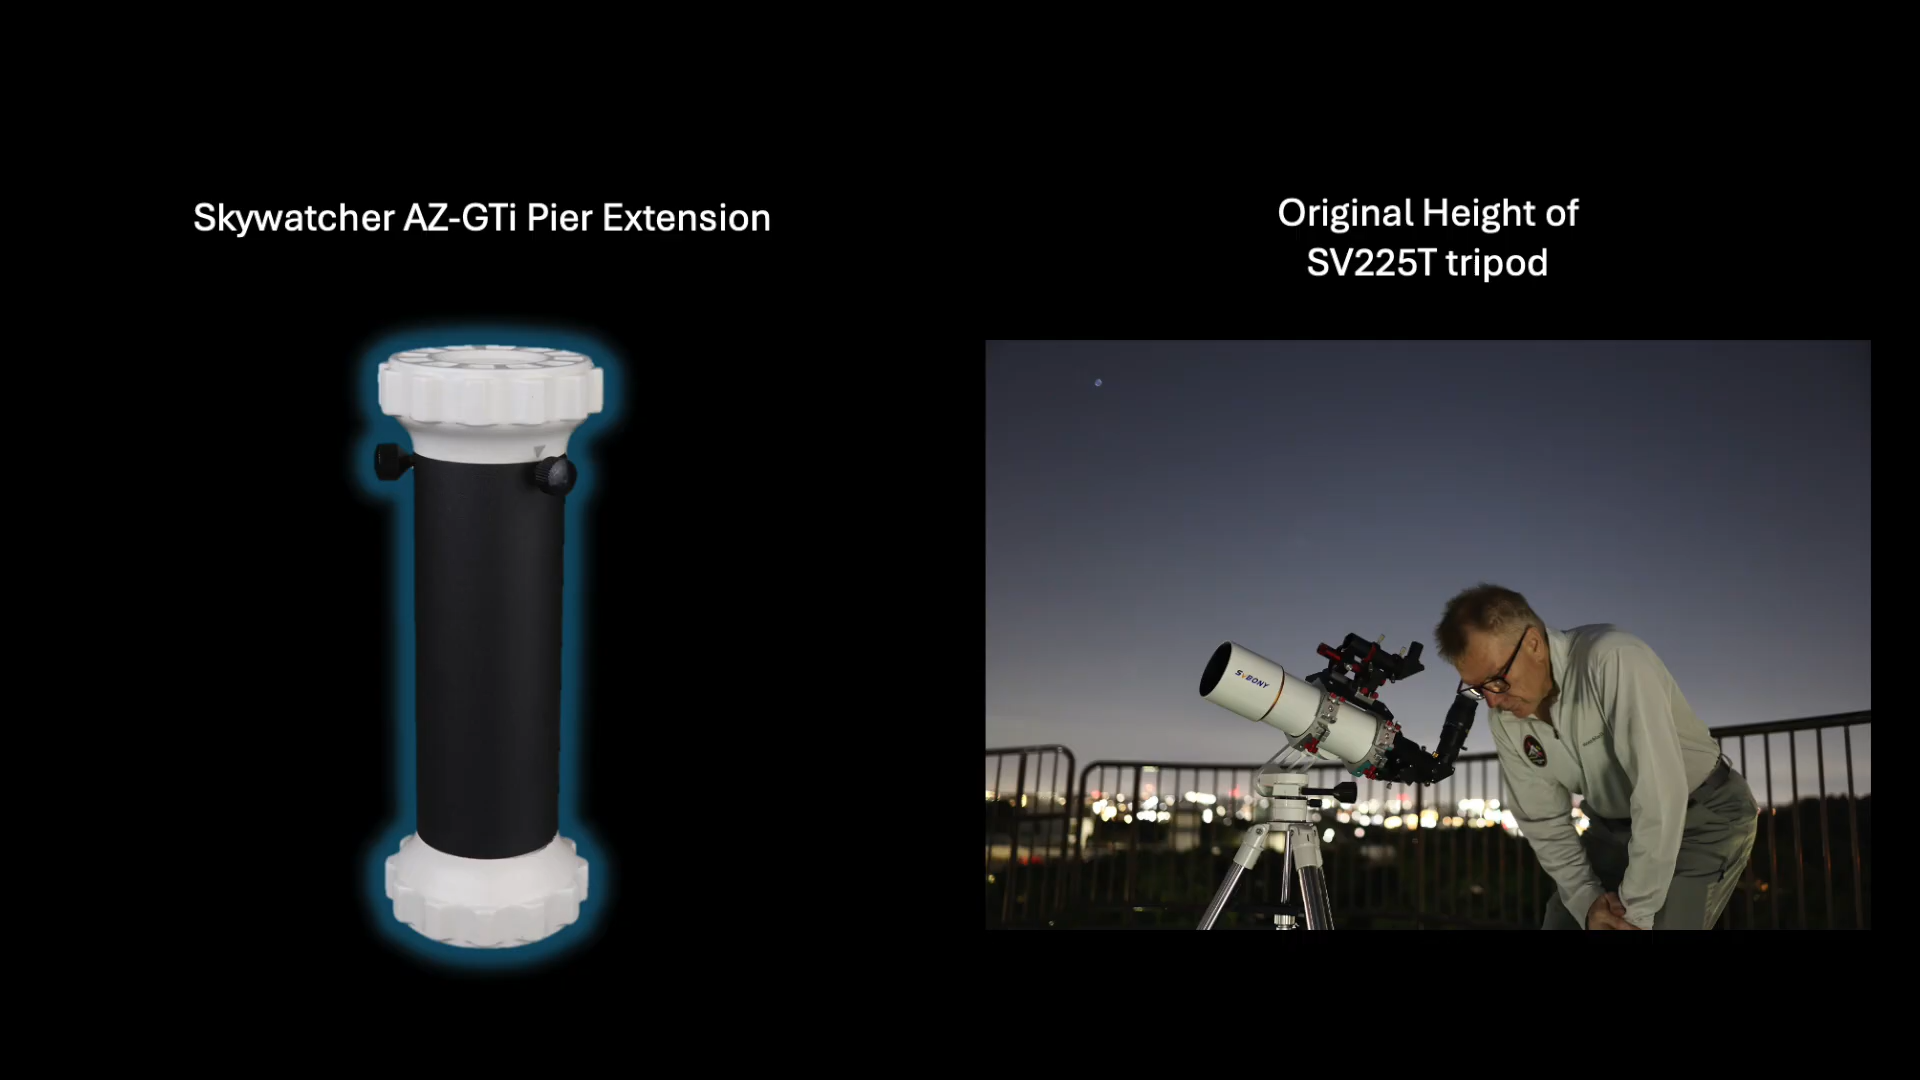 Skywatcher AZ-GTi Pier Extension
Original Height of
SV225T tripod
SVBONY